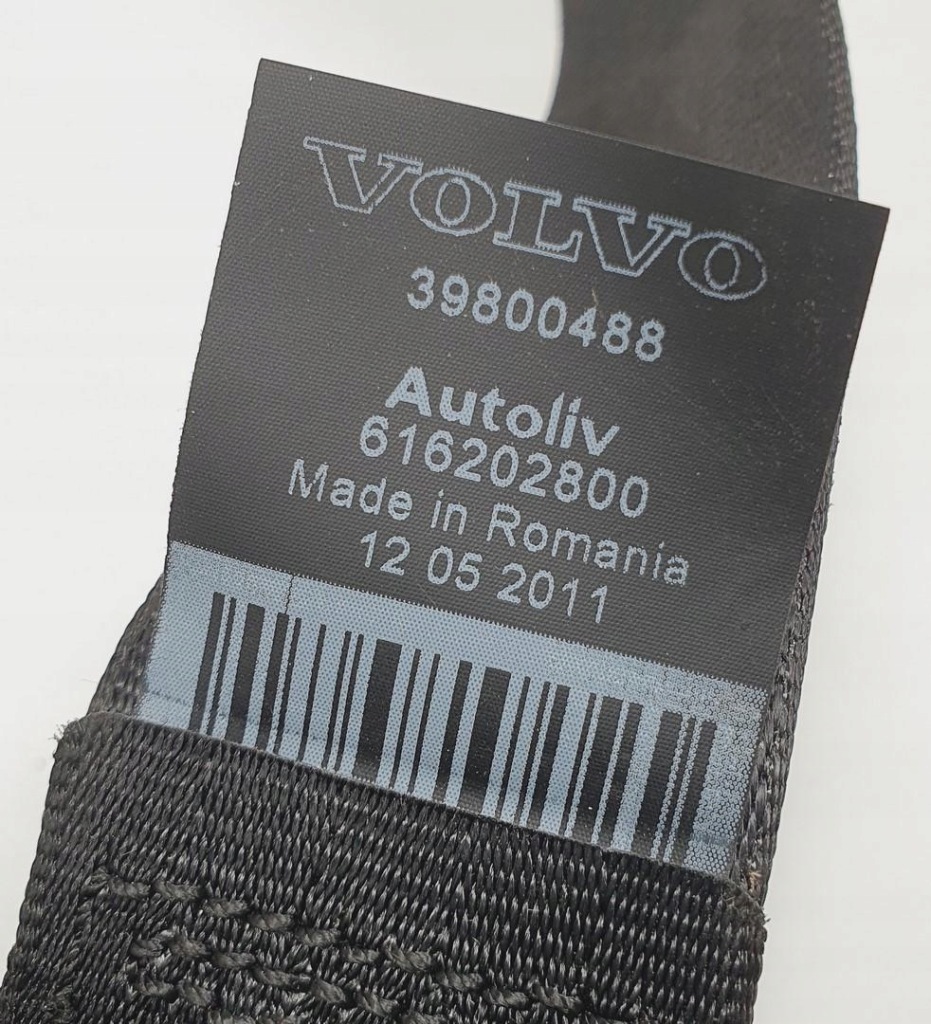 VOLVO
39800488
Autoliv
616202800
Made in Romania
12 05 2011